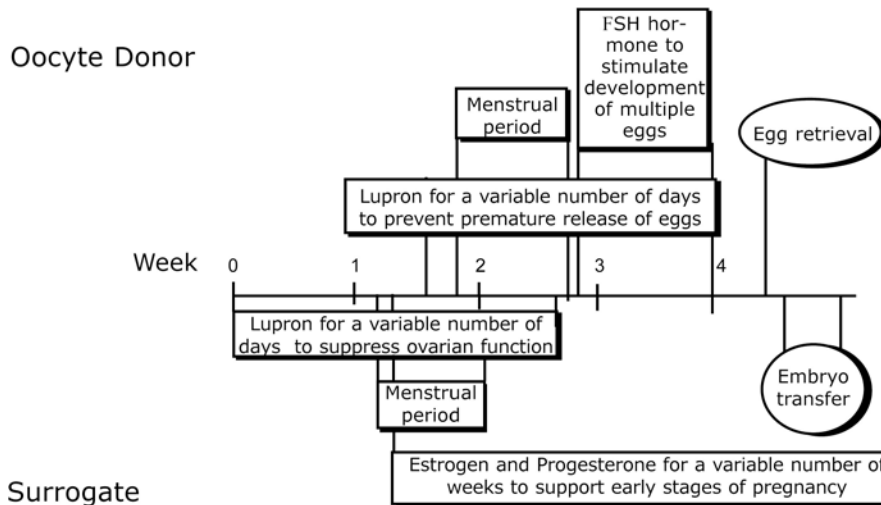 Oocyte Donor
FSH hor-
mone to
stimulate
development
of multiple
eggs
Menstrual
period
Egg retrieval
Lupron for a variable number of days
to prevent premature release of eggs
Week
0 1 2 3 4
Lupron for a variable number of
days to suppress ovarian function
Menstrual
period
Embryo
transfer
Estrogen and Progesterone for a variable number of
weeks to support early stages of pregnancy
Surrogate